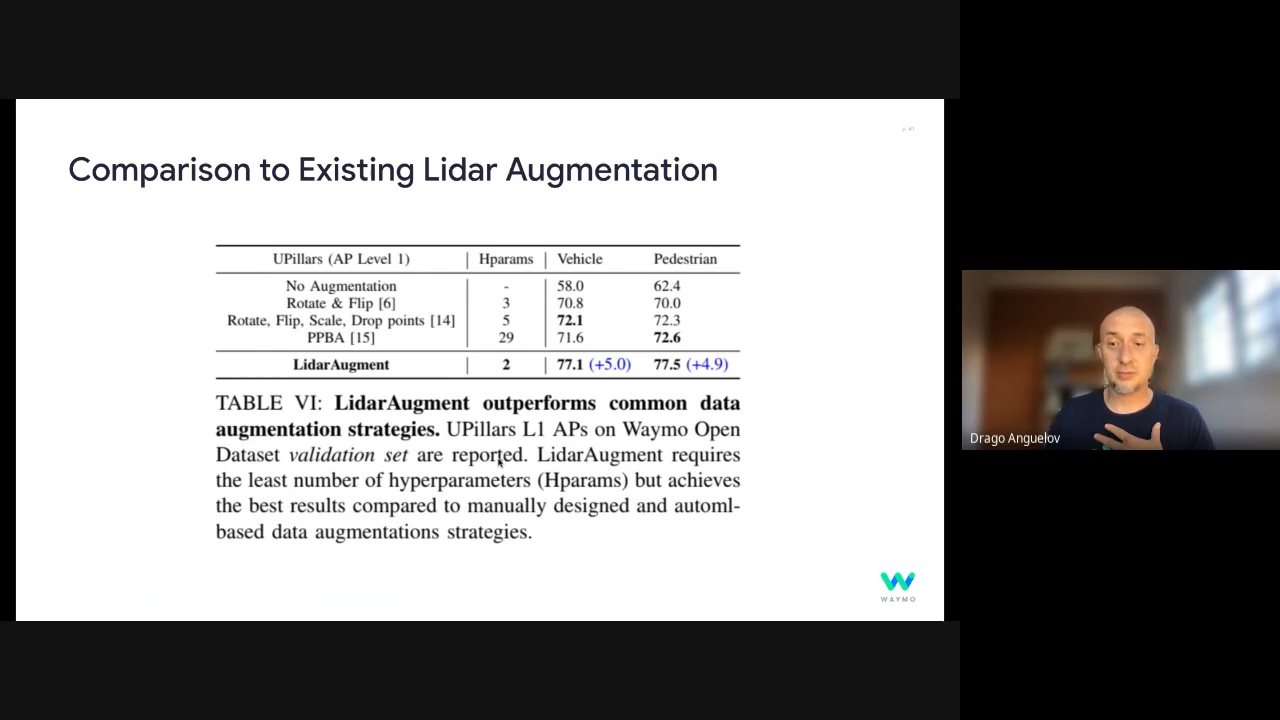 p. 41
Comparison to Existing Lidar Augmentation
UPillars (AP Level 1) | Hparams | Vehicle Pedestrian
No Augmentation - 58.0 62.4
Rotate & Flip [6] 3 70.8 70.0
Rotate, Flip, Scale, Drop points [14] 5 72.1 72.3
PPBA [15] 29 71.6 72.6
LidarAugment | 2 | 77.1 (+5.0) 77.5 (+4.9)
TABLE VI: LidarAugment outperforms common data
augmentation strategies. UPillars L1 APs on Waymo Open
Dataset validation set are reported. LidarAugment requires
the least number of hyperparameters (Hparams) but achieves
the best results compared to manually designed and automl-
based data augmentations strategies.
WAYMO
Drago Anguelov